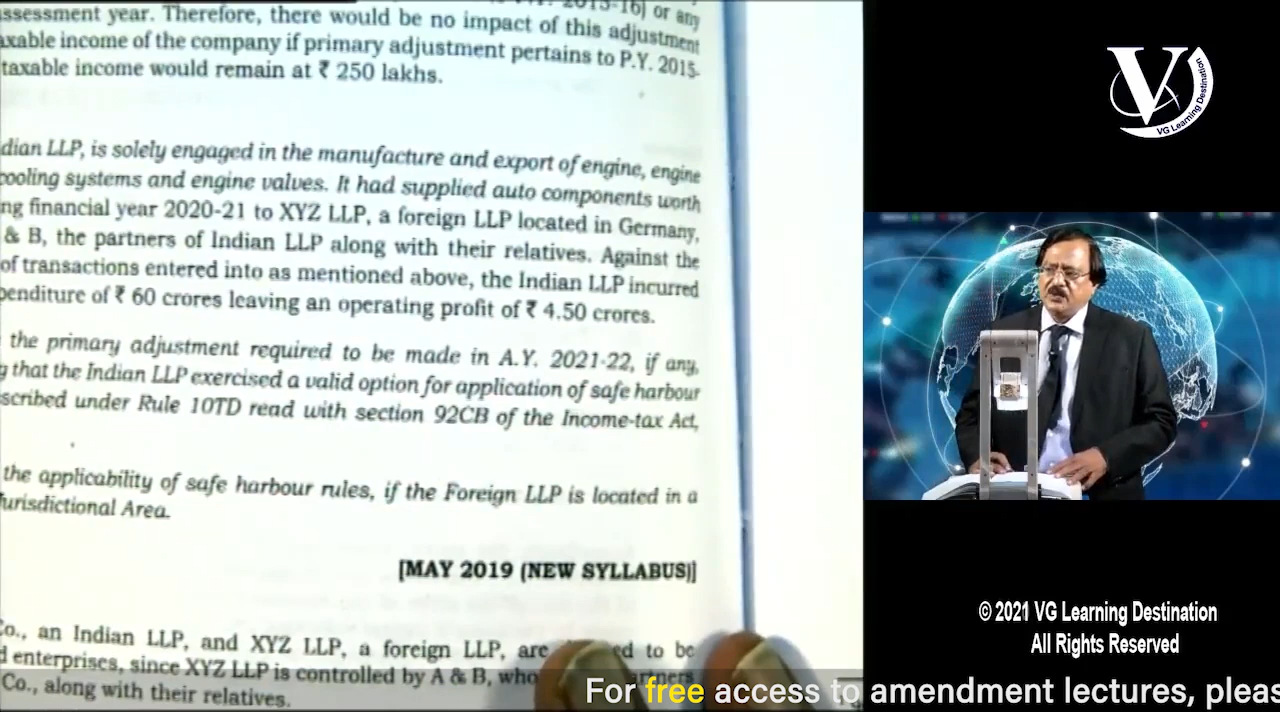 2015-16) or any
ssessment year. Therefore, there would be no impact of this adjustment
axable income of the company if primary adjustment pertains to P.Y. 2015-
taxable income would remain at ₹ 250 lakhs.
dian LLP, is solely engaged in the manufacture and export of engine, engine
cooling systems and engine valves. It had supplied auto components worth
ng financial year 2020-21 to XYZ LLP, a foreign LLP located in Germany,
& B, the partners of Indian LLP along with their relatives. Against the
of transactions entered into as mentioned above, the Indian LLP incurred
penditure of ₹ 60 crores leaving an operating profit of ₹ 4.50 crores.
the primary adjustment required to be made in A.Y. 2021-22, if any,
g that the Indian LLP exercised a valid option for application of safe harbour
scribed under Rule 10TD read with section 92CB of the Income-tax Act,
the applicability of safe harbour rules, if the Foreign LLP is located in a
Jurisdictional Area.
[MAY 2019 (NEW SYLLABUS)]
Co., an Indian LLP, and XYZ LLP, a foreign LLP, are ed to be
d enterprises, since XYZ LLP is controlled by A & B, who
Co., along with their relatives.
V
VG Learning Destination
© 2021 VG Learning Destination
All Rights Reserved
For free access to amendment lectures, pleas